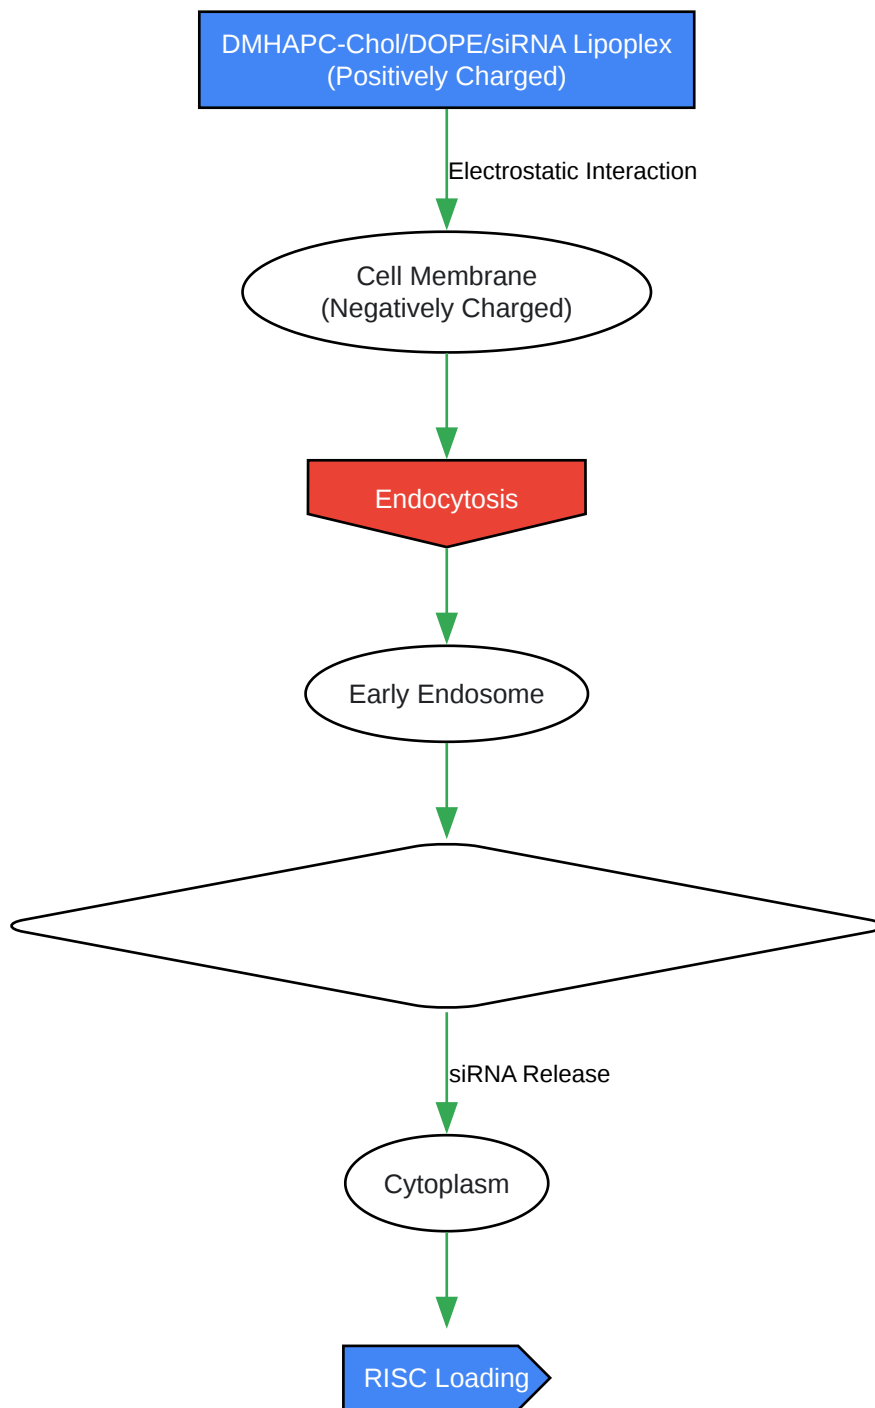 DMHAPC-Chol/DOPE/siRNA Lipoplex
(Positively Charged)
Electrostatic Interaction
Cell Membrane
(Negatively Charged)
Endocytosis
Early Endosome
siRNA Release
Cytoplasm
RISC Loading